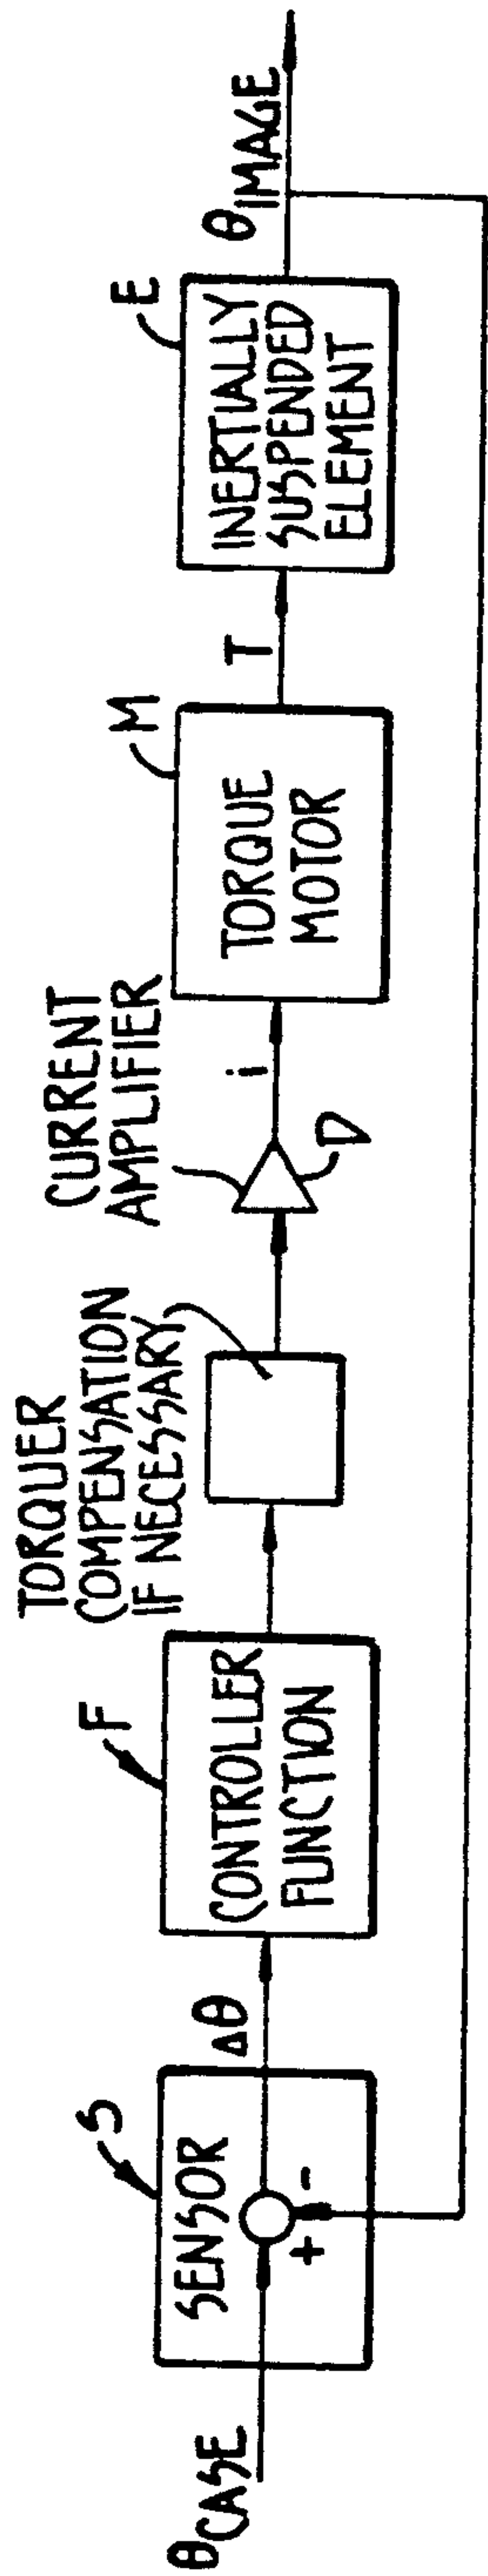 θCASE
SENSOR
S
+
-
Δθ
CONTROLLER
FUNCTION
F
TORQUER
COMPENSATION
IF NECESSARY
CURRENT
AMPLIFIER
D
i
TORQUE
MOTOR
M
T
INERTIALLY
SUSPENDED
ELEMENT
E
θIMAGE